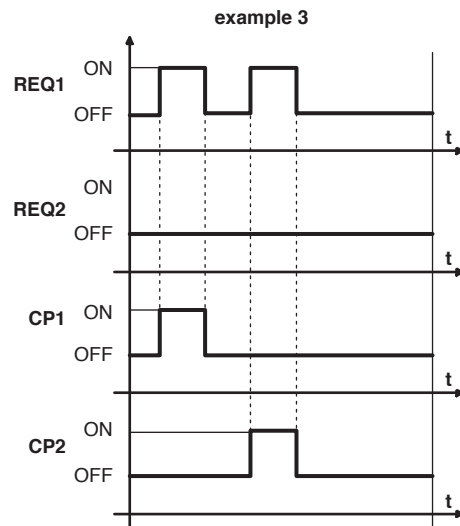 example 3
ON
REQ1
OFF
t
ON
REQ2
OFF
t
ON
CP1
OFF
t
ON
CP2
OFF
t